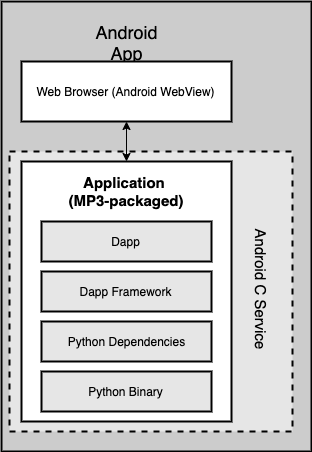 Android
App
Web Browser (Android WebView)
Application
(MP3-packaged)
Dapp
Dapp Framework
Python Dependencies
Python Binary
Android C Service